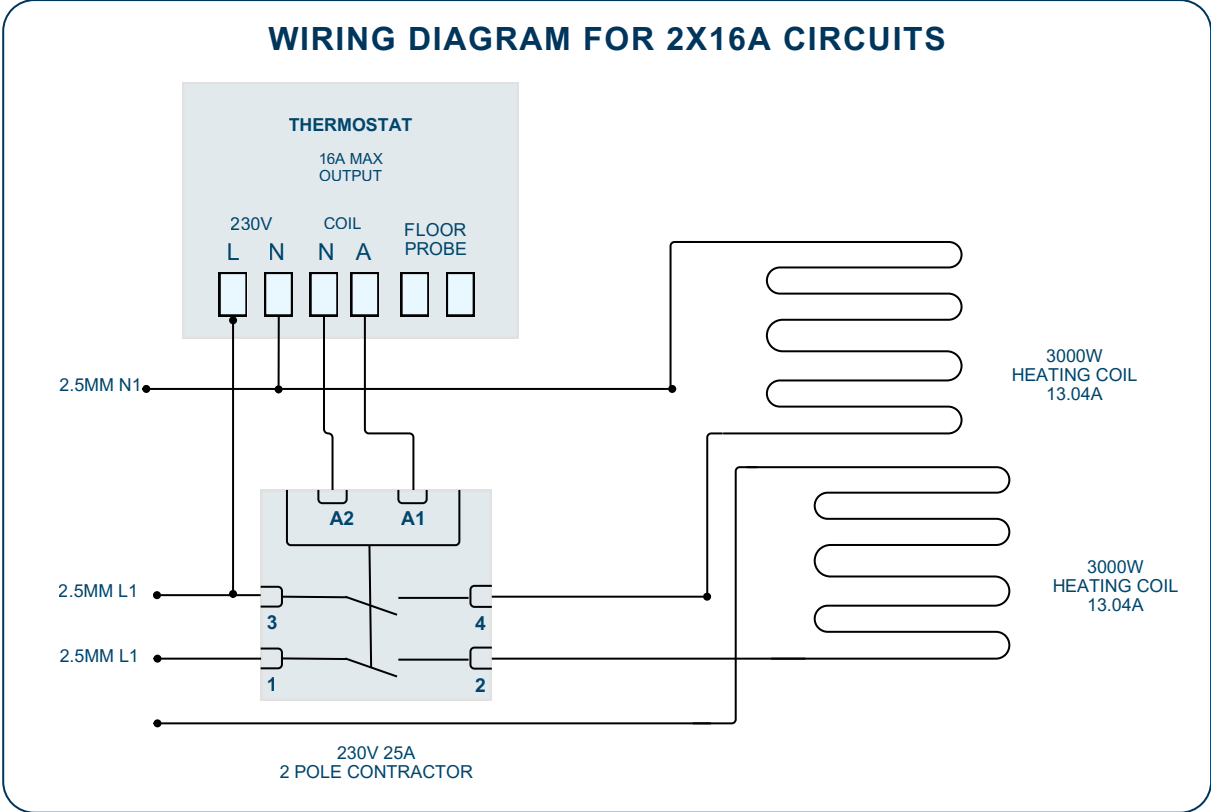 WIRING DIAGRAM FOR 2X16A CIRCUITS
THERMOSTAT
16A MAX
OUTPUT
230V
COIL
FLOOR
PROBE
L N N A
2.5MM N1
3000W
HEATING COIL
13.04A
A2 A1
2.5MM L1
3 4
2.5MM L1
1 2
3000W
HEATING COIL
13.04A
230V 25A
2 POLE CONTRACTOR